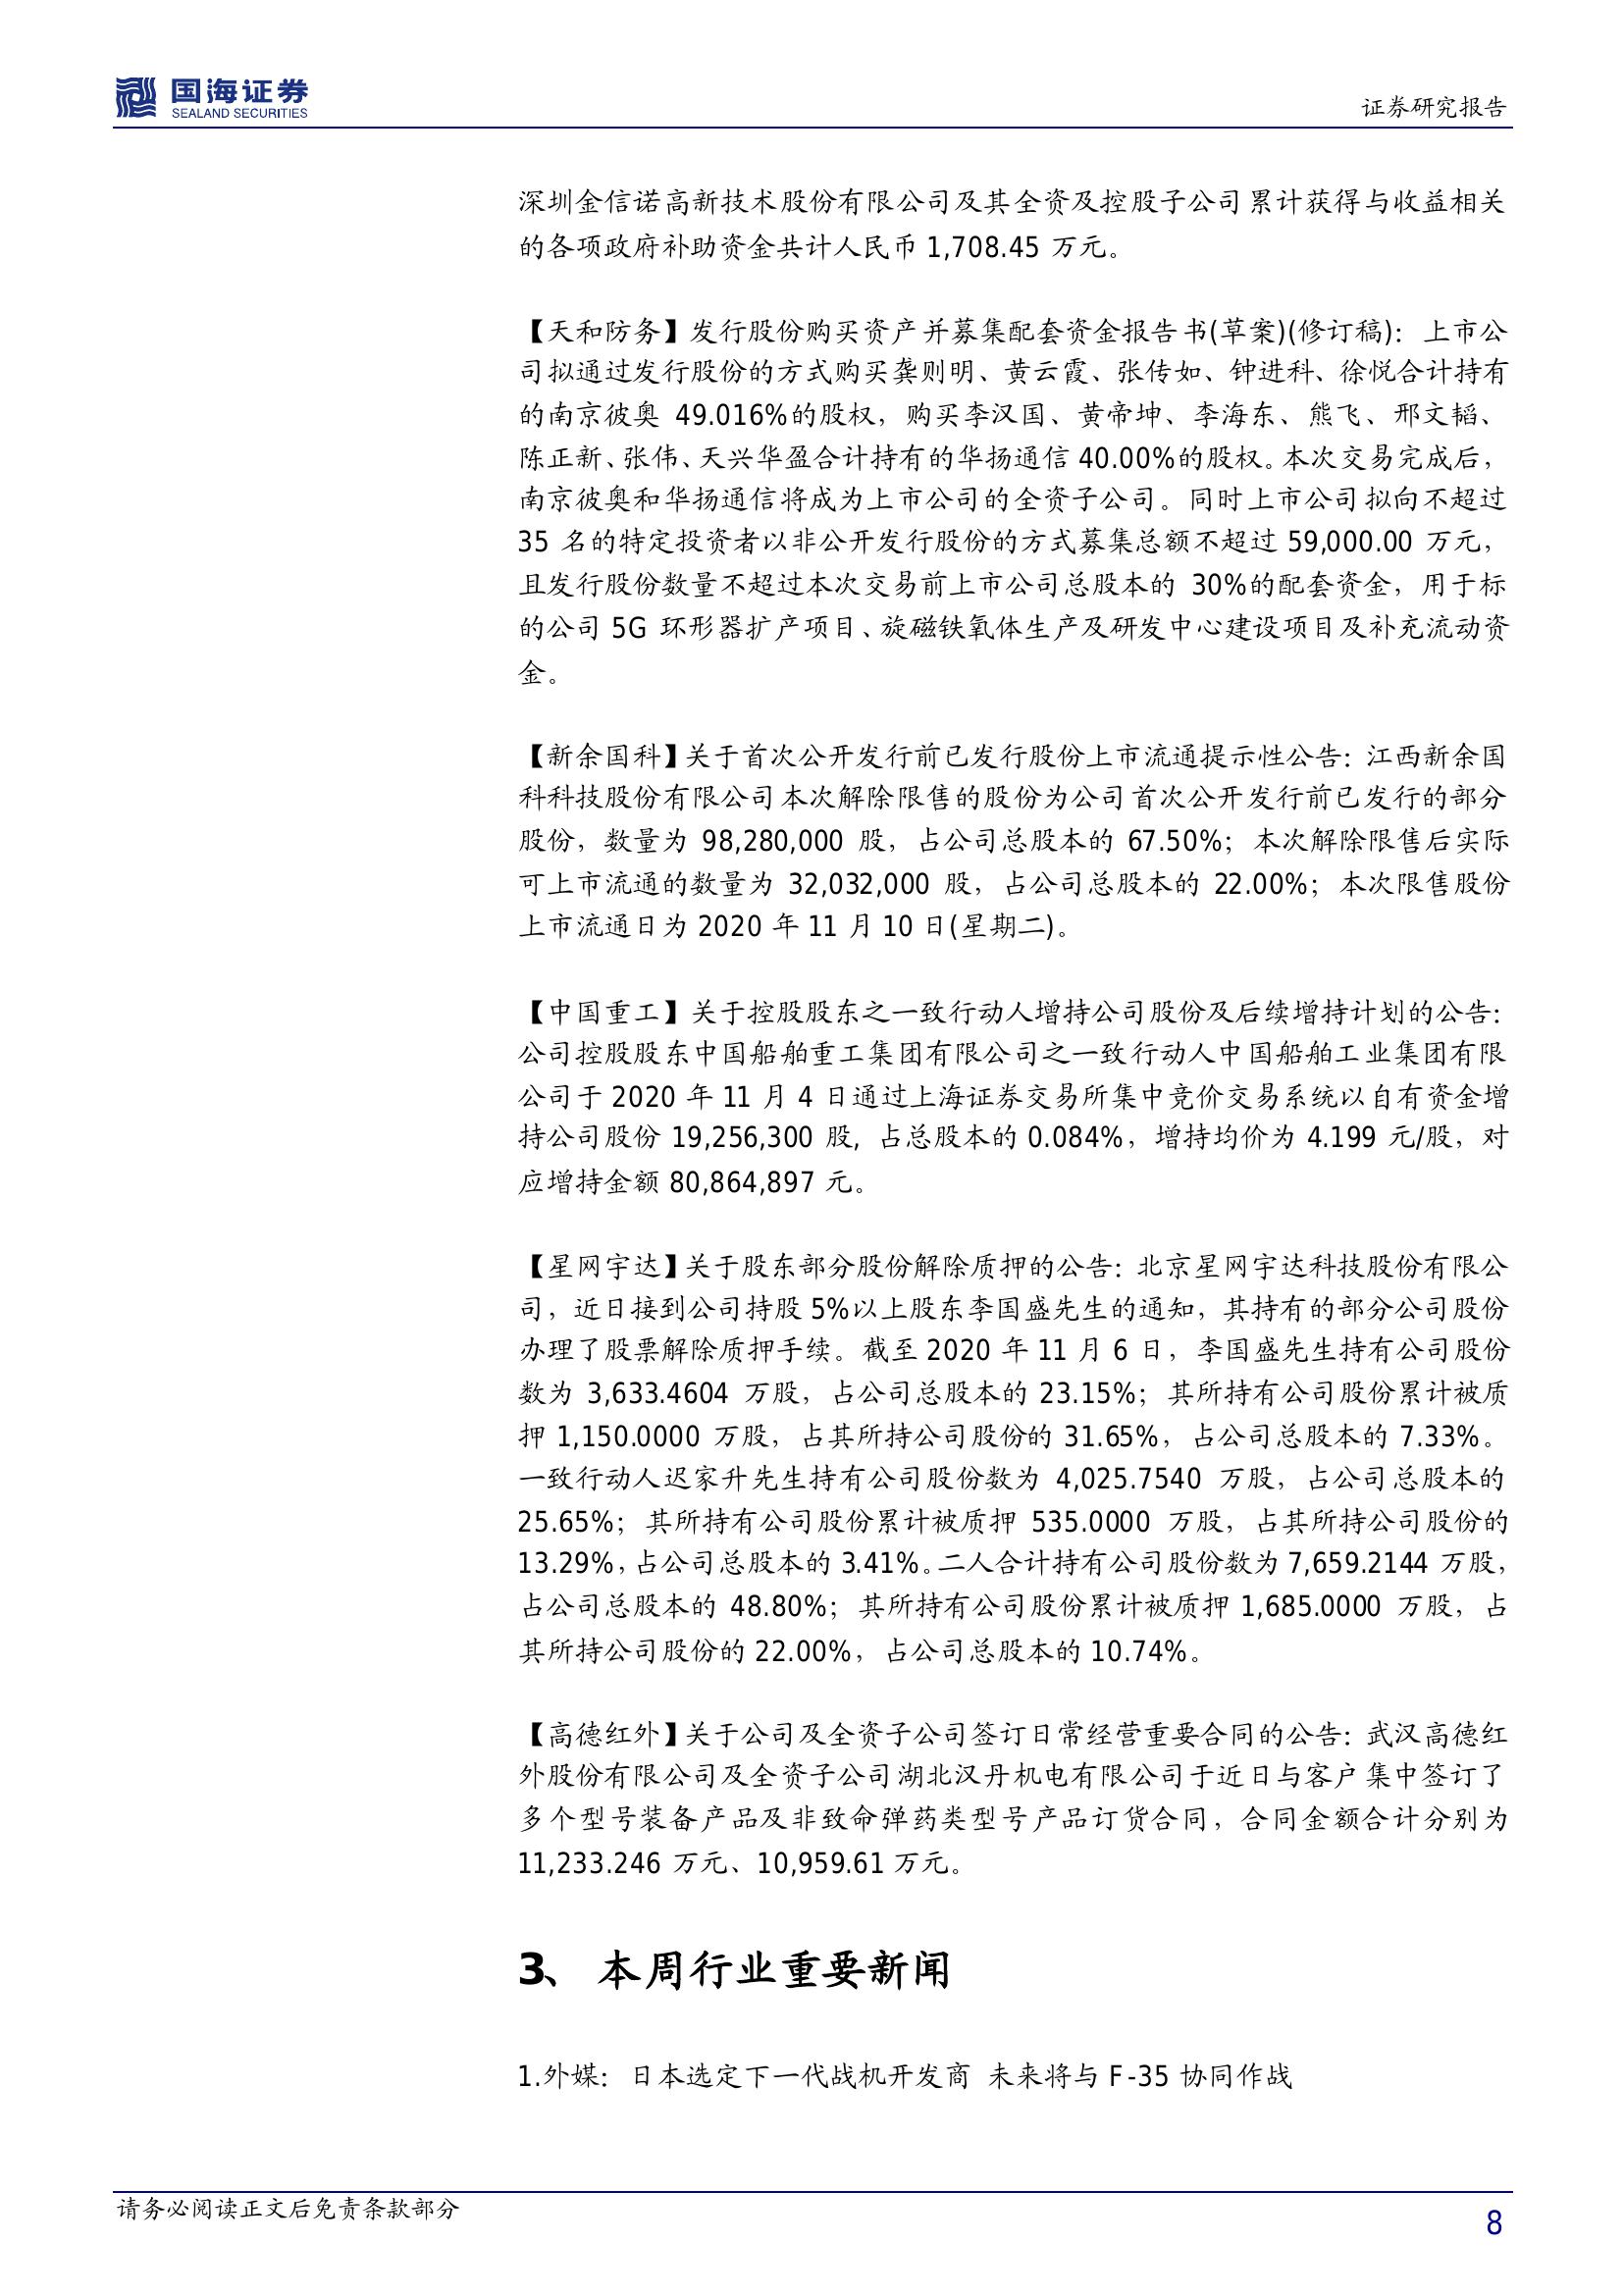 国海证券
SEALAND SECURITIES
证券研究报告
深圳金信诺高新技术股份有限公司及其全资及控股子公司累计获得与收益相关
的各项政府补助资金共计人民币 1,708.45 万元。
【天和防务】发行股份购买资产并募集配套资金报告书(草案)(修订稿)：上市公
司拟通过发行股份的方式购买龚则明、黄云霞、张传如、钟进科、徐悦合计持有
的南京彼奥 49.016%的股权，购买李汉国、黄帝坤、李海东、熊飞、邢文韬、
陈正新、张伟、天兴华盈合计持有的华扬通信 40.00%的股权。本次交易完成后，
南京彼奥和华扬通信将成为上市公司的全资子公司。同时上市公司拟向不超过
35 名的特定投资者以非公开发行股份的方式募集总额不超过 59,000.00 万元，
且发行股份数量不超过本次交易前上市公司总股本的 30%的配套资金，用于标
的公司 5G 环形器扩产项目、旋磁铁氧体生产及研发中心建设项目及补充流动资
金。
【新余国科】关于首次公开发行前已发行股份上市流通提示性公告：江西新余国
科科技股份有限公司本次解除限售的股份为公司首次公开发行前已发行的部分
股份，数量为 98,280,000 股，占公司总股本的 67.50%；本次解除限售后实际
可上市流通的数量为 32,032,000 股，占公司总股本的 22.00%；本次限售股份
上市流通日为 2020 年 11 月 10 日(星期二)。
【中国重工】关于控股股东之一致行动人增持公司股份及后续增持计划的公告：
公司控股股东中国船舶重工集团有限公司之一致行动人中国船舶工业集团有限
公司于 2020 年 11 月 4 日通过上海证券交易所集中竞价交易系统以自有资金增
持公司股份 19,256,300 股, 占总股本的 0.084%，增持均价为 4.199 元/股，对
应增持金额 80,864,897 元。
【星网宇达】关于股东部分股份解除质押的公告：北京星网宇达科技股份有限公
司，近日接到公司持股 5%以上股东李国盛先生的通知，其持有的部分公司股份
办理了股票解除质押手续。截至 2020 年 11 月 6 日，李国盛先生持有公司股份
数为 3,633.4604 万股，占公司总股本的 23.15%；其所持有公司股份累计被质
押 1,150.0000 万股，占其所持公司股份的 31.65%，占公司总股本的 7.33%。
一致行动人迟家升先生持有公司股份数为 4,025.7540 万股，占公司总股本的
25.65%；其所持有公司股份累计被质押 535.0000 万股，占其所持公司股份的
13.29%，占公司总股本的 3.41%。二人合计持有公司股份数为 7,659.2144 万股，
占公司总股本的 48.80%；其所持有公司股份累计被质押 1,685.0000 万股，占
其所持公司股份的 22.00%，占公司总股本的 10.74%。
【高德红外】关于公司及全资子公司签订日常经营重要合同的公告：武汉高德红
外股份有限公司及全资子公司湖北汉丹机电有限公司于近日与客户集中签订了
多个型号装备产品及非致命弹药类型号产品订货合同，合同金额合计分别为
11,233.246 万元、10,959.61 万元。
3、 本周行业重要新闻
1.外媒：日本选定下一代战机开发商 未来将与 F-35 协同作战
请务必阅读正文后免责条款部分
8